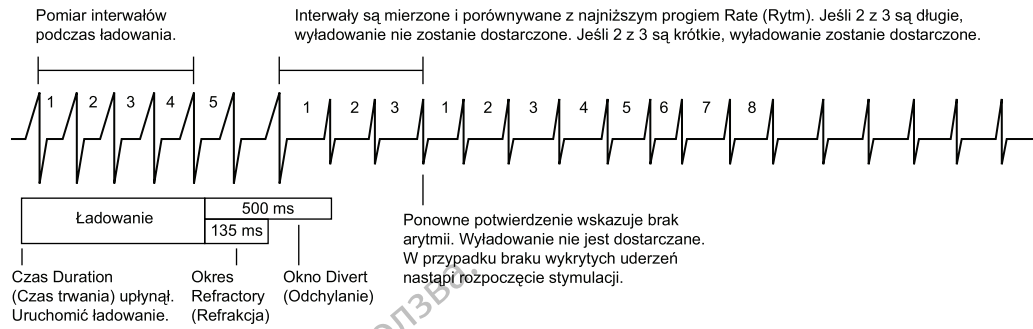 Pomiar interwałów
podczas ładowania.
Interwały są mierzone i porównywane z najniższym progiem Rate (Rytm). Jeśli 2 z 3 są długie,
wyładowanie nie zostanie dostarczone. Jeśli 2 z 3 są krótkie, wyładowanie zostanie dostarczone.
1 2 3 4 5 1 2 3 1 2 3 4 5 6 7 8
Ładowanie
500 ms
135 ms
Czas Duration
(Czas trwania) upłynął.
Uruchomić ładowanie.
Okres
Refractory
(Refrakcja)
Okno Divert
(Odchylanie)
Ponowne potwierdzenie wskazuje brak
arytmii. Wyładowanie nie jest dostarczane.
W przypadku braku wykrytych uderzeń
nastąpi rozpoczęcie stymulacji.